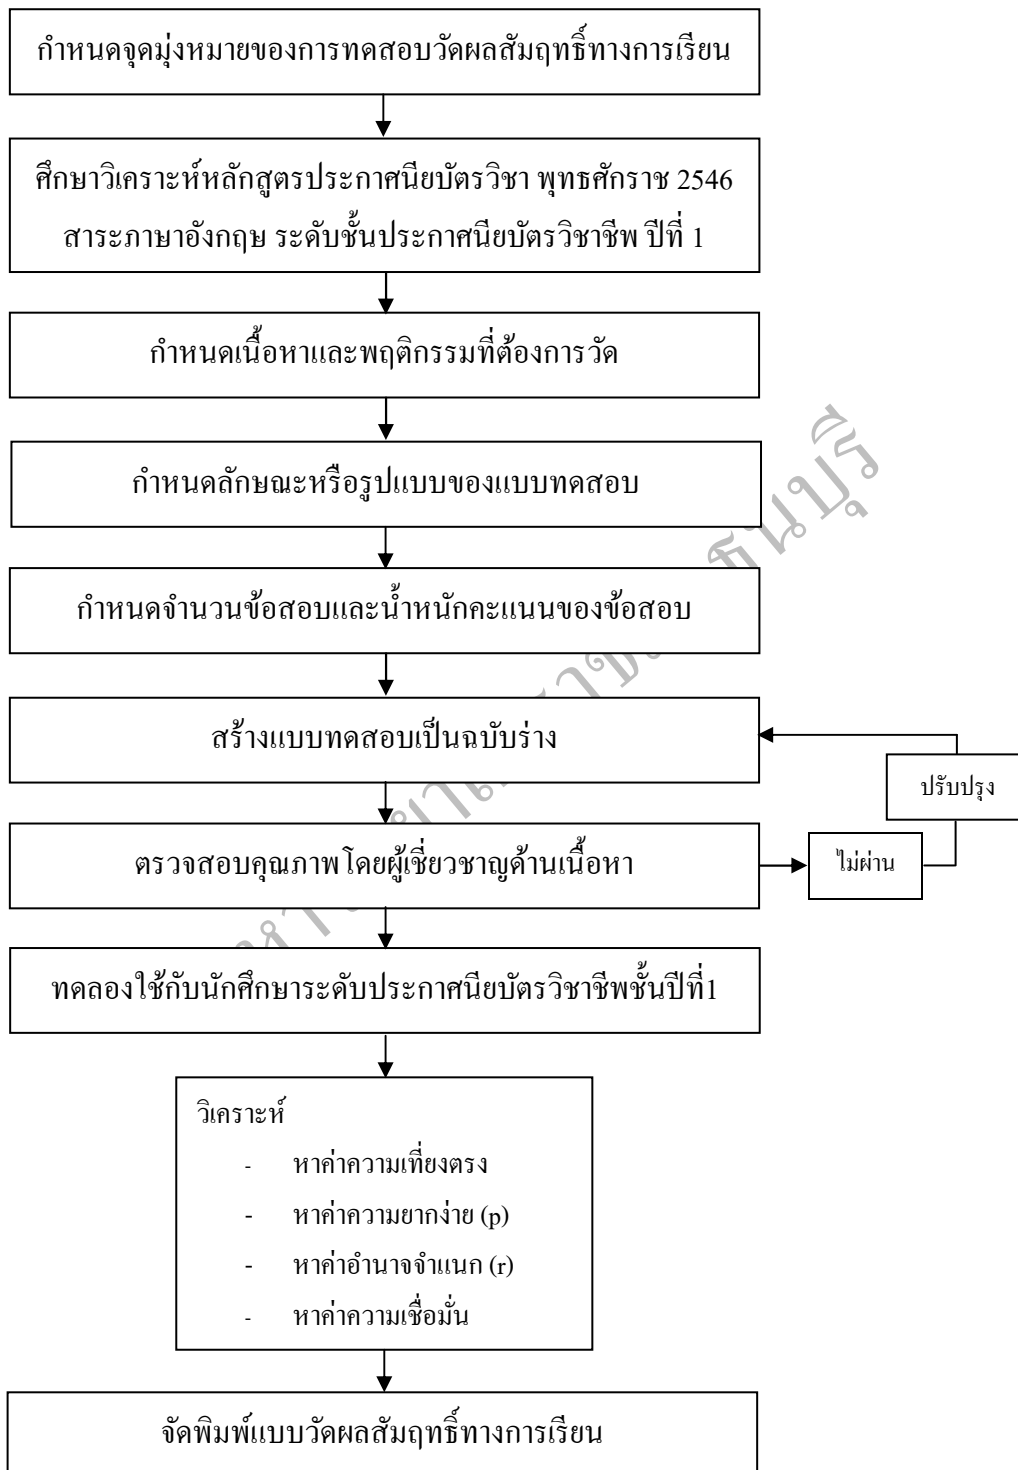 กำหนดจุดมุ่งหมายของการทดสอบวัดผลสัมฤทธิ์ทางการเรียน
ศึกษาวิเคราะห์หลักสูตรประกาศนียบัตรวิชา พุทธศักราช 2546
สาระภาษาอังกฤษ ระดับชั้นประกาศนียบัตรวิชาชีพ ปีที่ 1
กำหนดเนื้อหาและพฤติกรรมที่ต้องการวัด
กำหนดลักษณะหรือรูปแบบของแบบทดสอบ
กำหนดจำนวนข้อสอบและน้ำหนักคะแนนของข้อสอบ
สร้างแบบทดสอบเป็นฉบับร่าง
ปรับปรุง
ตรวจสอบคุณภาพโดยผู้เชี่ยวชาญด้านเนื้อหา
ไม่ผ่าน
ทดลองใช้กับนักศึกษาระดับประกาศนียบัตรวิชาชีพชั้นปีที่1
วิเคราะห์
- หาค่าความเที่ยงตรง
- หาค่าความยากง่าย (p)
- หาค่าอำนาจจำแนก (r)
- หาค่าความเชื่อมั่น
จัดพิมพ์แบบวัดผลสัมฤทธิ์ทางการเรียน